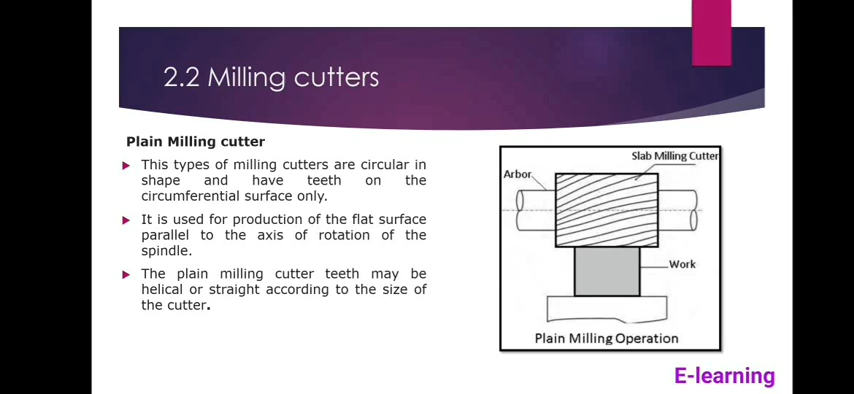 2.2 Milling cutters
Plain Milling cutter
This types of milling cutters are circular in
shape and have teeth on the
circumferential surface only.
It is used for production of the flat surface
parallel to the axis of rotation of the
spindle.
The plain milling cutter teeth may be
helical or straight according to the size of
the cutter.
Slab Milling Cutter
Arbor
Work
Plain Milling Operation
E-learning